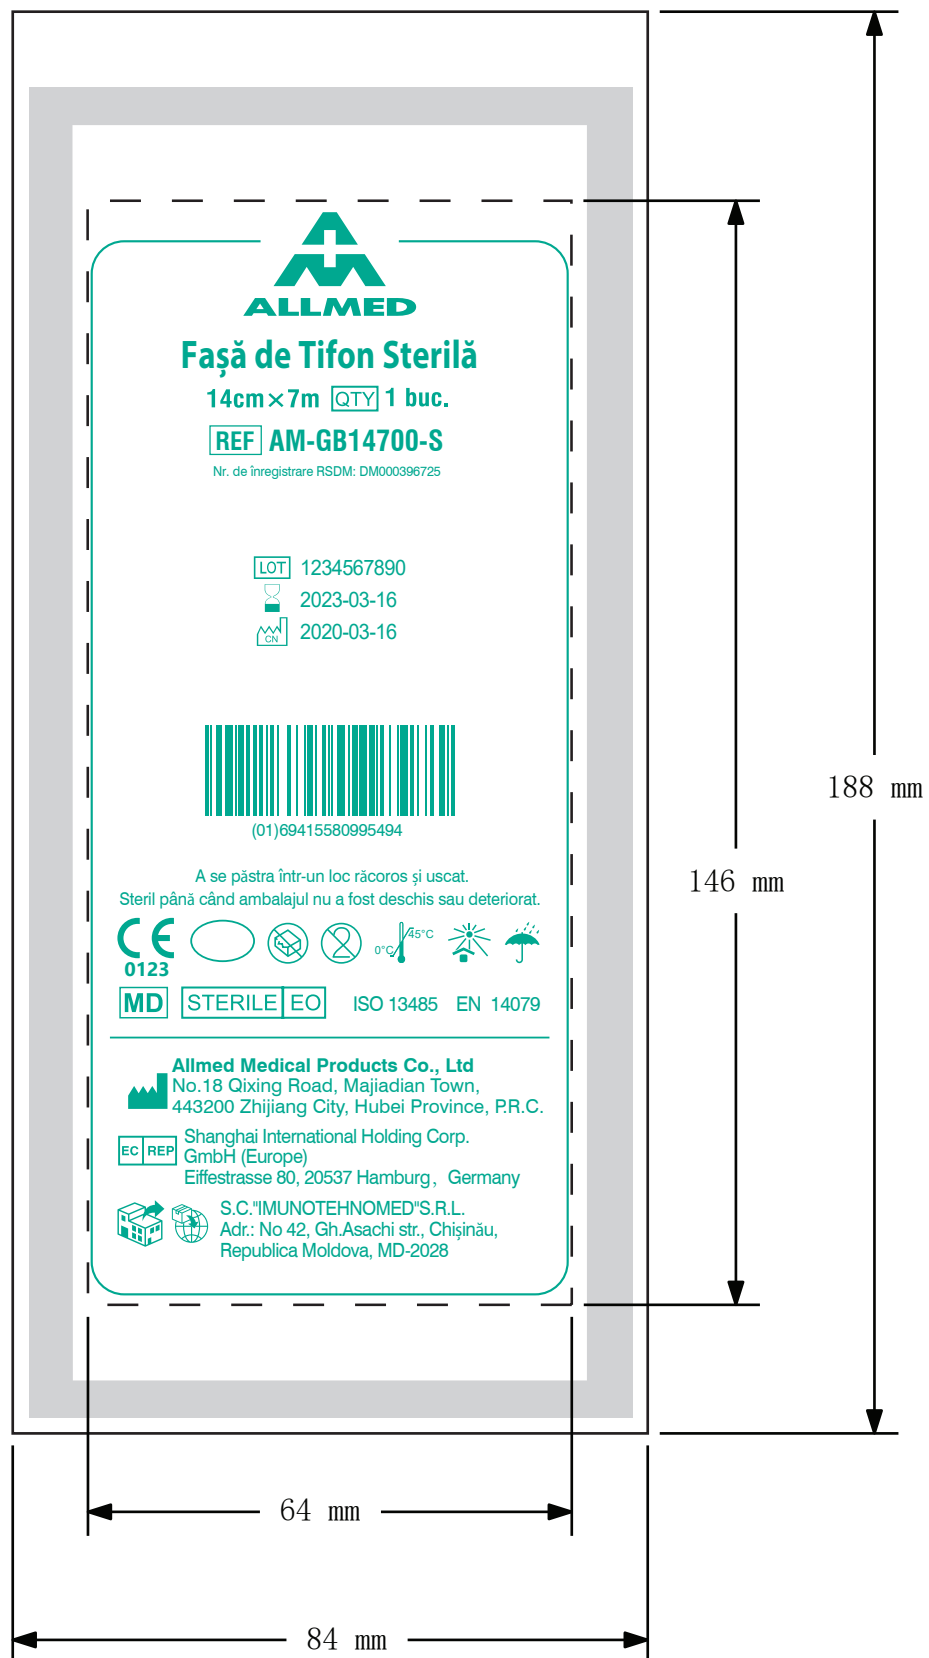 ALLMED
Fașă de Tifon Sterilă
14cm×7m QTY 1 buc.
REF AM-GB14700-S
Nr. de înregistrare RSDM: DM000396725
LOT 1234567890
2023-03-16
CN 2020-03-16
(01)69415580995494
A se păstra într-un loc răcoros și uscat.
Steril până când ambalajul nu a fost deschis sau deteriorat.
CE 2 0°C 45°C
0123
MD STERILE EO ISO 13485 EN 14079
Allmed Medical Products Co., Ltd
No.18 Qixing Road, Majiadian Town,
443200 Zhijiang City, Hubei Province, P.R.C.
EC REP Shanghai International Holding Corp.
GmbH (Europe)
Eiffestrasse 80, 20537 Hamburg, Germany
S.C."IMUNOTEHNOMED"S.R.L.
Adr.: No 42, Gh.Asachi str., Chișinău,
Republica Moldova, MD-2028
188 mm
146 mm
64 mm
84 mm